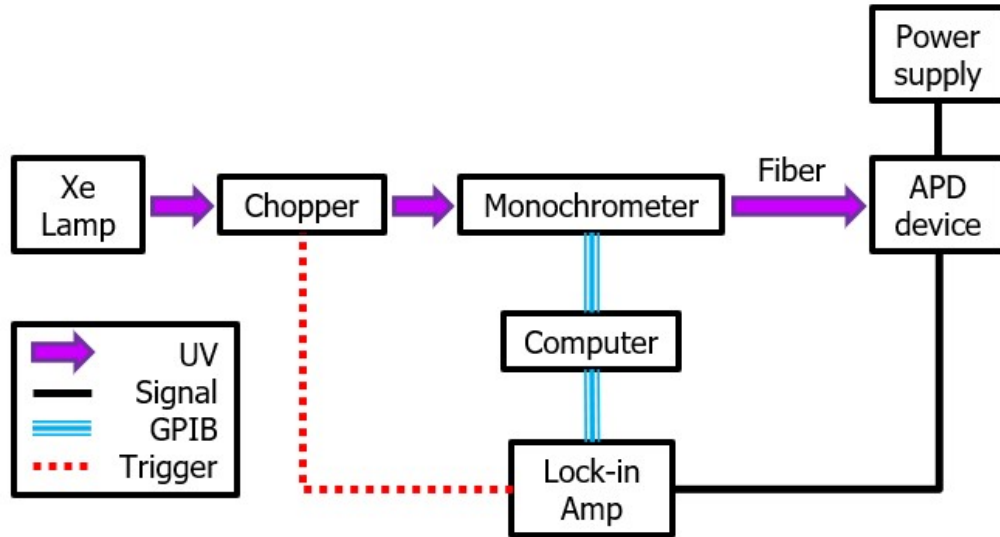 Power
supply
Xe
Lamp
Chopper
Monochrometer
Fiber
APD
device
Computer
UV
Signal
GPIB
Trigger
Lock-in
Amp